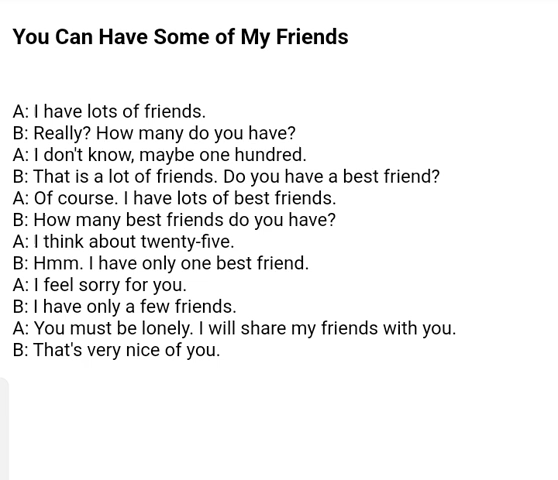 You Can Have Some of My Friends
A: I have lots of friends.
B: Really? How many do you have?
A: I don't know, maybe one hundred.
B: That is a lot of friends. Do you have a best friend?
A: Of course. I have lots of best friends.
B: How many best friends do you have?
A: I think about twenty-five.
B: Hmm. I have only one best friend.
A: I feel sorry for you.
B: I have only a few friends.
A: You must be lonely. I will share my friends with you.
B: That's very nice of you.